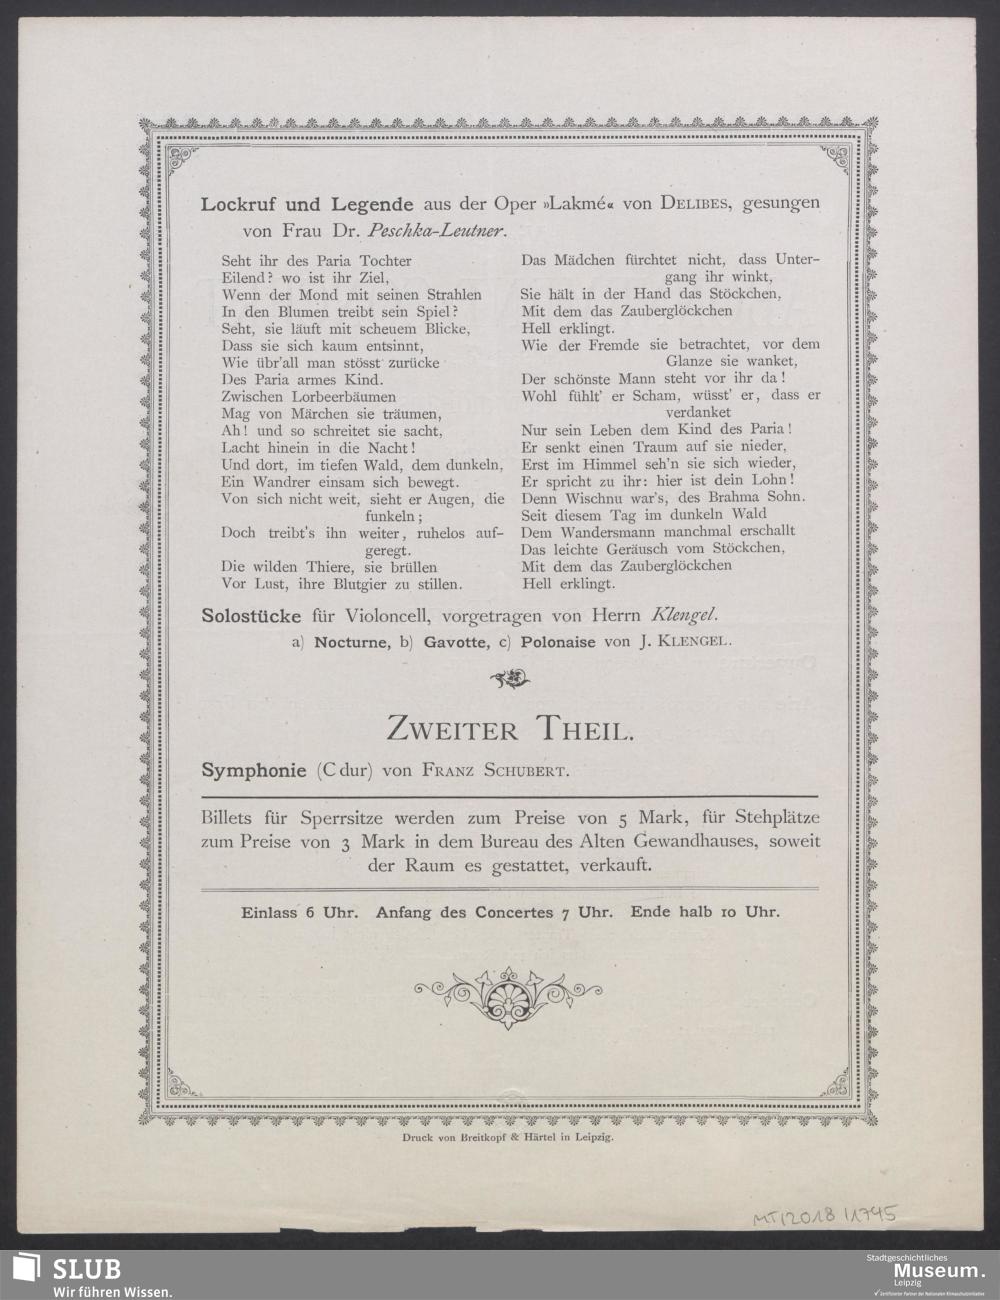 Lockruf und Legende aus der Oper »Lakmé« von Delibes, gesungen
von Frau Dr. Peschka-Leutner.
Seht ihr des Paria Tochter
Eilend? wo ist ihr Ziel,
Wenn der Mond mit seinen Strahlen
In den Blumen treibt sein Spiel?
Seht, sie läuft mit scheuem Blicke,
Dass sie sich kaum entsinnt,
Wie übr'all man stösst zurücke
Des Paria armes Kind.
Zwischen Lorbeerbäumen
Mag von Märchen sie träumen,
Ah! und so schreitet sie sacht,
Lacht hinein in die Nacht!
Und dort, im tiefen Wald, dem dunkeln,
Ein Wandrer einsam sich bewegt.
Von sich nicht weit, sieht er Augen, die
funkeln;
Doch treibt's ihn weiter, ruhelos auf-
geregt.
Die wilden Thiere, sie brüllen
Vor Lust, ihre Blutgier zu stillen.
Das Mädchen fürchtet nicht, dass Unter-
gang ihr winkt,
Sie hält in der Hand das Stöckchen,
Mit dem das Zauberglöckchen
Hell erklingt.
Wie der Fremde sie betrachtet, vor dem
Glanze sie wanket,
Der schönste Mann steht vor ihr da!
Wohl fühlt' er Scham, wüsst' er, dass er
verdanket
Nur sein Leben dem Kind des Paria!
Er senkt einen Traum auf sie nieder,
Erst im Himmel seh'n sie sich wieder,
Er spricht zu ihr: hier ist dein Lohn!
Denn Wischnu war's, des Brahma Sohn.
Seit diesem Tag im dunkeln Wald
Dem Wandersmann manchmal erschallt
Das leichte Geräusch vom Stöckchen,
Mit dem das Zauberglöckchen
Hell erklingt.
Solostücke für Violoncell, vorgetragen von Herrn Klengel.
a) Nocturne, b) Gavotte, c) Polonaise von J. Klengel.
Zweiter Theil.
Symphonie (C dur) von Franz Schubert.
Billets für Sperrsitze werden zum Preise von 5 Mark, für Stehplätze
zum Preise von 3 Mark in dem Bureau des Alten Gewandhauses, soweit
der Raum es gestattet, verkauft.
Einlass 6 Uhr. Anfang des Concertes 7 Uhr. Ende halb 10 Uhr.
Druck von Breitkopf & Härtel in Leipzig.
MT/2018/1745
SLUB
Wir führen Wissen.
Stadtgeschichtliches
Museum.
Leipzig
Zertifizierter Partner der Nationalen Klimaschutzinitiative